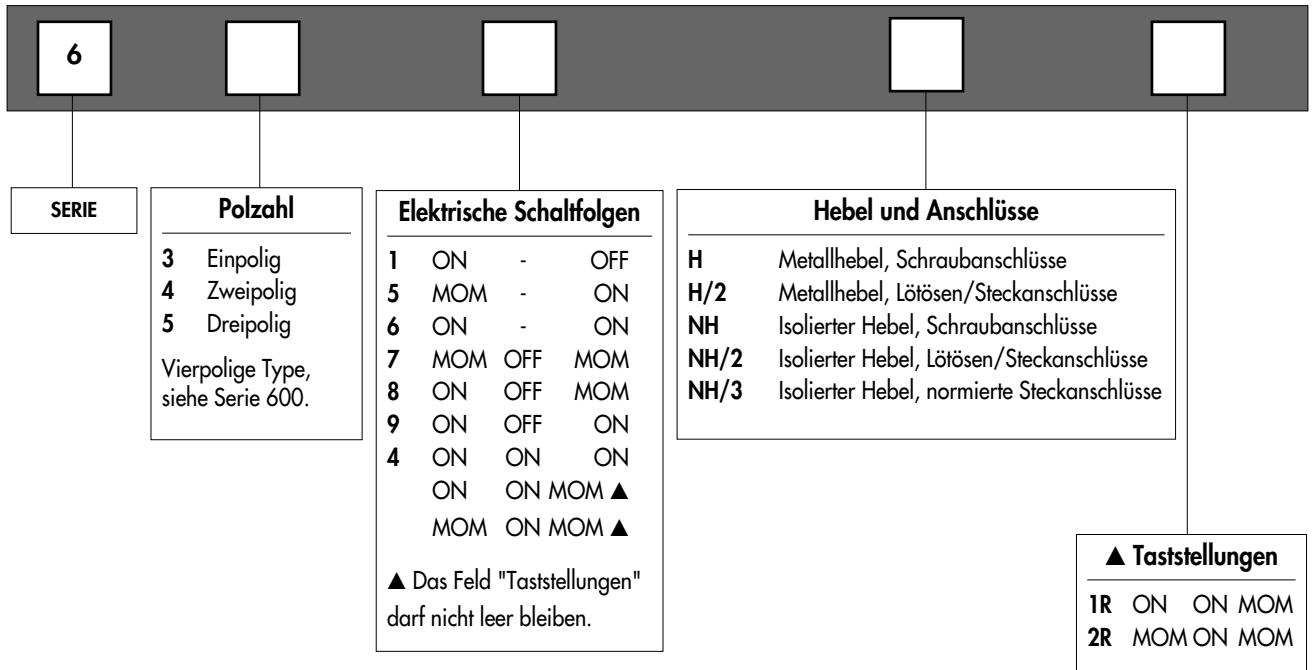 6
SERIE
Polzahl
3 Einpolig
4 Zweipolig
5 Dreipolig
Vierpolige Type,
siehe Serie 600.
Elektrische Schaltfolgen
1 ON - OFF
5 MOM - ON
6 ON - ON
7 MOM OFF MOM
8 ON OFF MOM
9 ON OFF ON
4 ON ON ON
ON ON MOM ▲
MOM ON MOM ▲
▲ Das Feld "Taststellungen"
darf nicht leer bleiben.
Hebel und Anschlüsse
H Metallhebel, Schraubanschlüsse
H/2 Metallhebel, Lötösen/Steckanschlüsse
NH Isolierter Hebel, Schraubanschlüsse
NH/2 Isolierter Hebel, Lötösen/Steckanschlüsse
NH/3 Isolierter Hebel, normierte Steckanschlüsse
▲ Taststellungen
1R ON ON MOM
2R MOM ON MOM